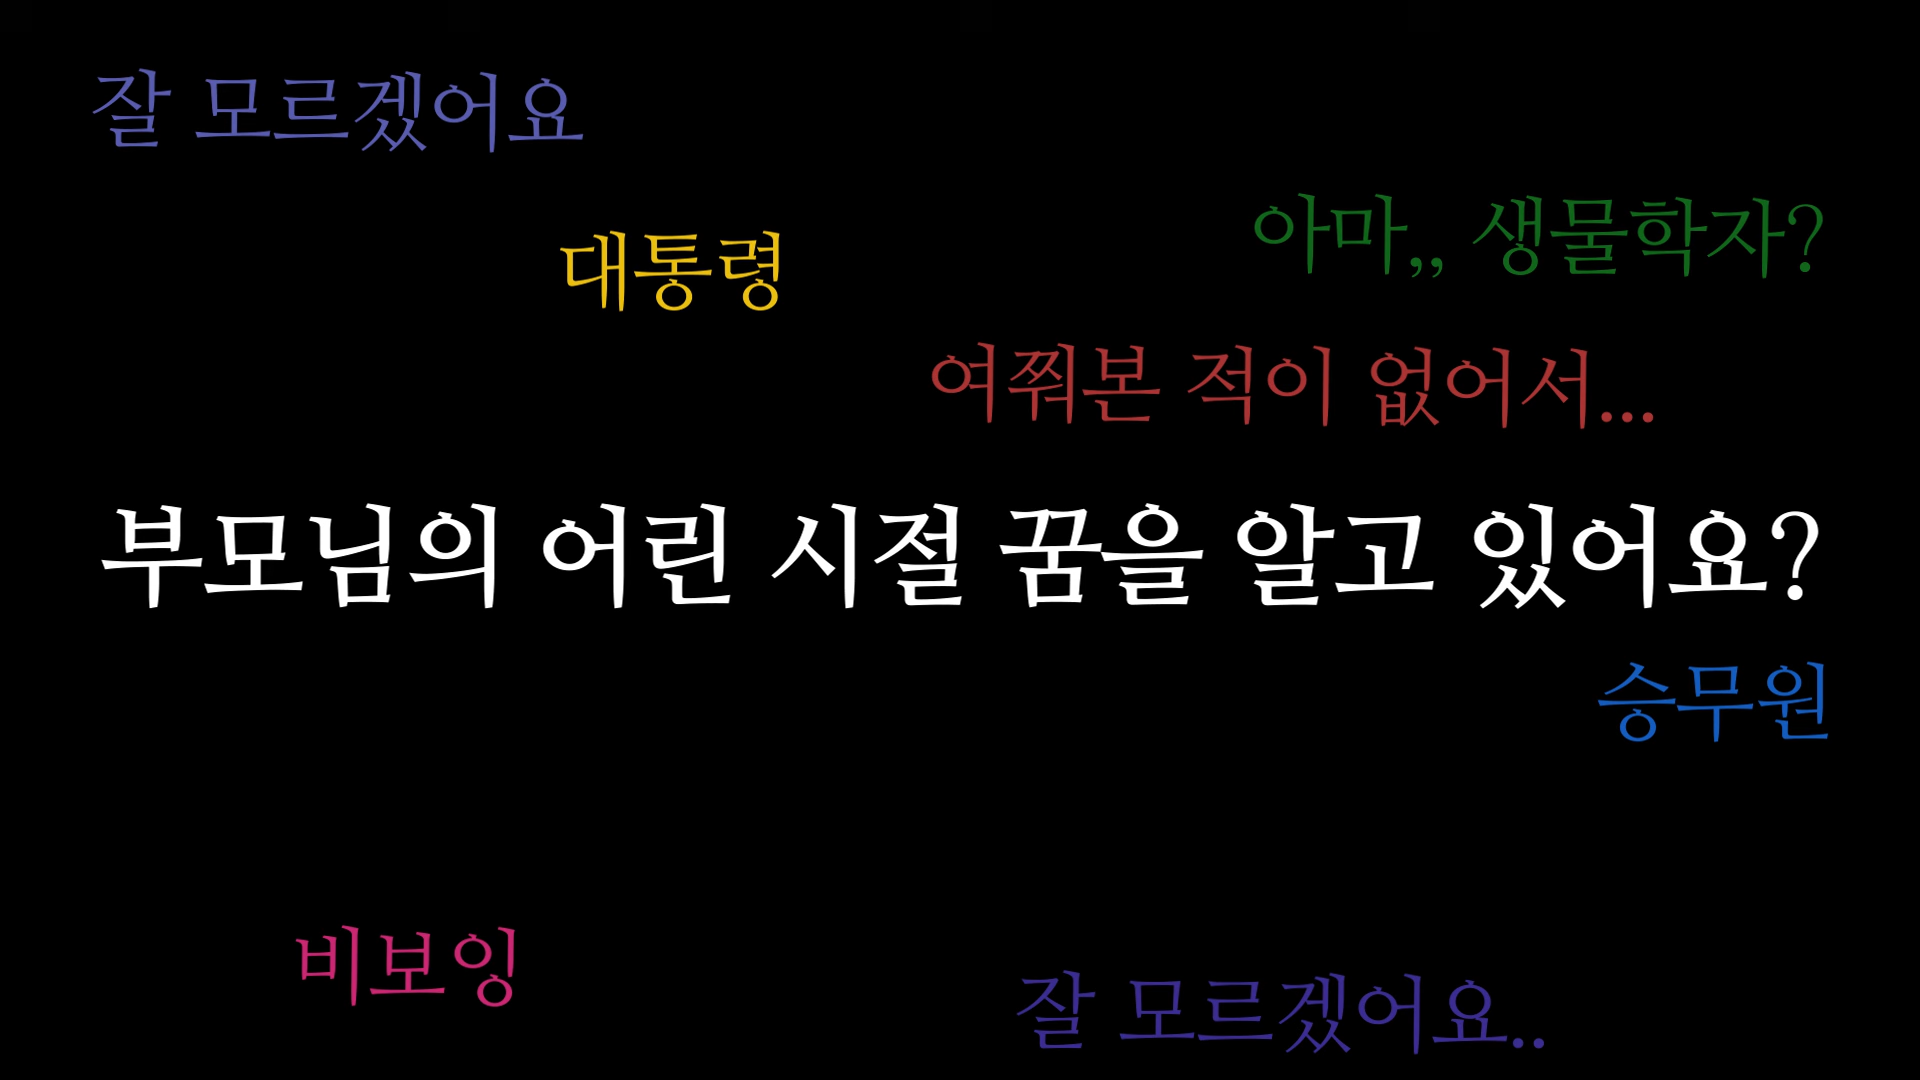 잘 모르겠어요
아마,, 생물학자?
대통령
여쭤본 적이 없어서...
부모님의 어린 시절 꿈을 알고 있어요?
승무원
비보잉
잘 모르겠어요..